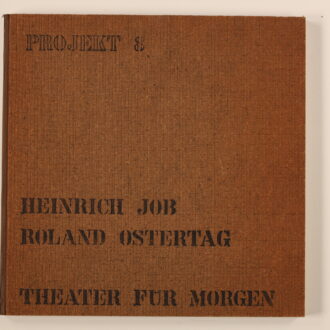 PROJEKT 8
HEINRICH JOB
ROLAND OSTERTAG
THEATER FÜR MORGEN